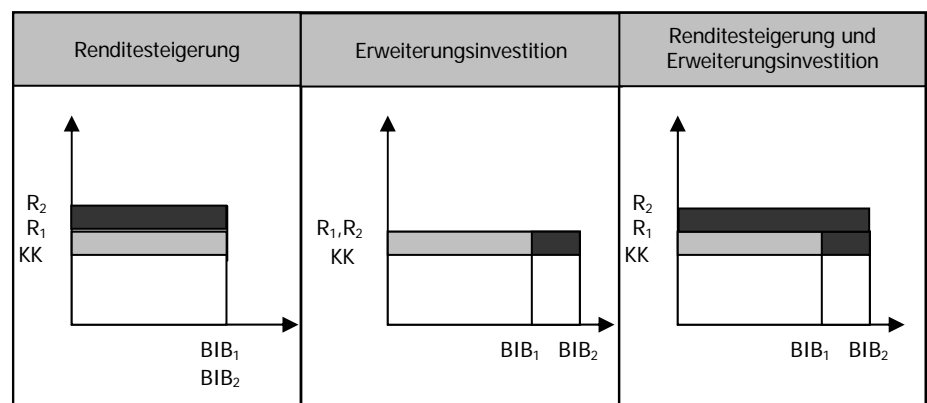 Renditesteigerung
Erweiterungsinvestition
Renditesteigerung und
Erweiterungsinvestition
R₂
R₁
KK
BIB₁
BIB₂
R₁,R₂
KK
BIB₁ BIB₂
R₂
R₁
KK
BIB₁ BIB₂